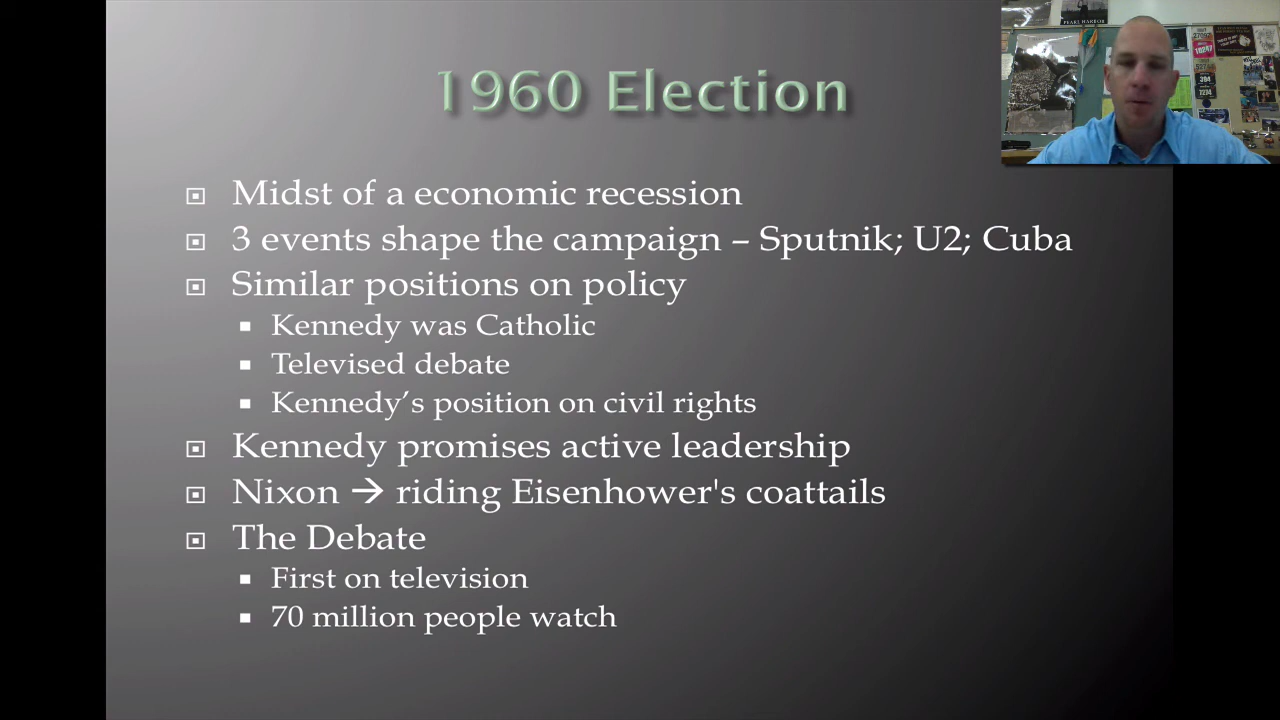 PEARL HARBOR
1960 Election
Midst of a economic recession
3 events shape the campaign – Sputnik; U2; Cuba
Similar positions on policy
Kennedy was Catholic
Televised debate
Kennedy's position on civil rights
Kennedy promises active leadership
Nixon → riding Eisenhower's coattails
The Debate
First on television
70 million people watch